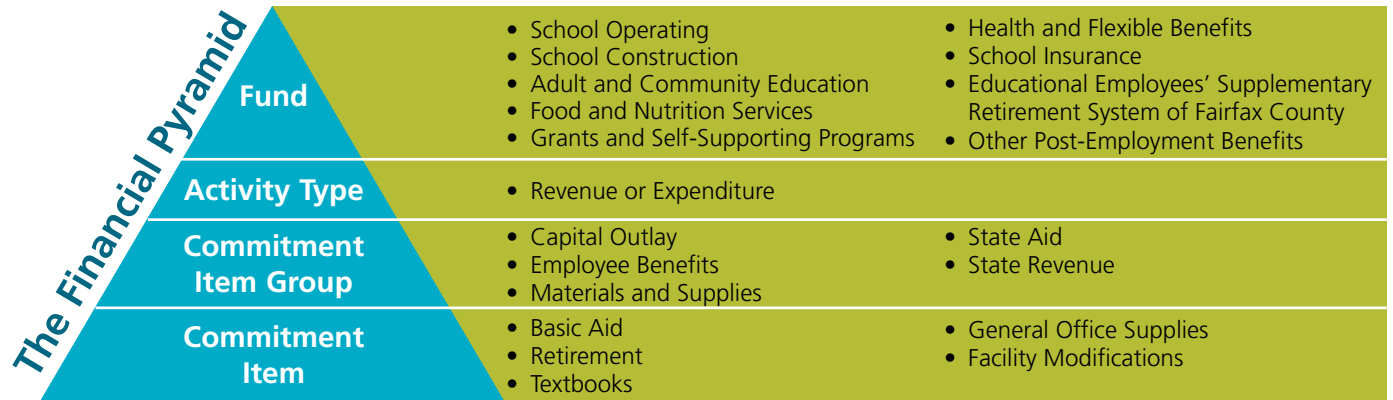 The Financial Pyramid
Fund
• School Operating
• School Construction
• Adult and Community Education
• Food and Nutrition Services
• Grants and Self-Supporting Programs
• Health and Flexible Benefits
• School Insurance
• Educational Employees’ Supplementary
Retirement System of Fairfax County
• Other Post-Employment Benefits
Activity Type
• Revenue or Expenditure
Commitment
Item Group
• Capital Outlay
• Employee Benefits
• Materials and Supplies
• State Aid
• State Revenue
Commitment
Item
• Basic Aid
• Retirement
• Textbooks
• General Office Supplies
• Facility Modifications